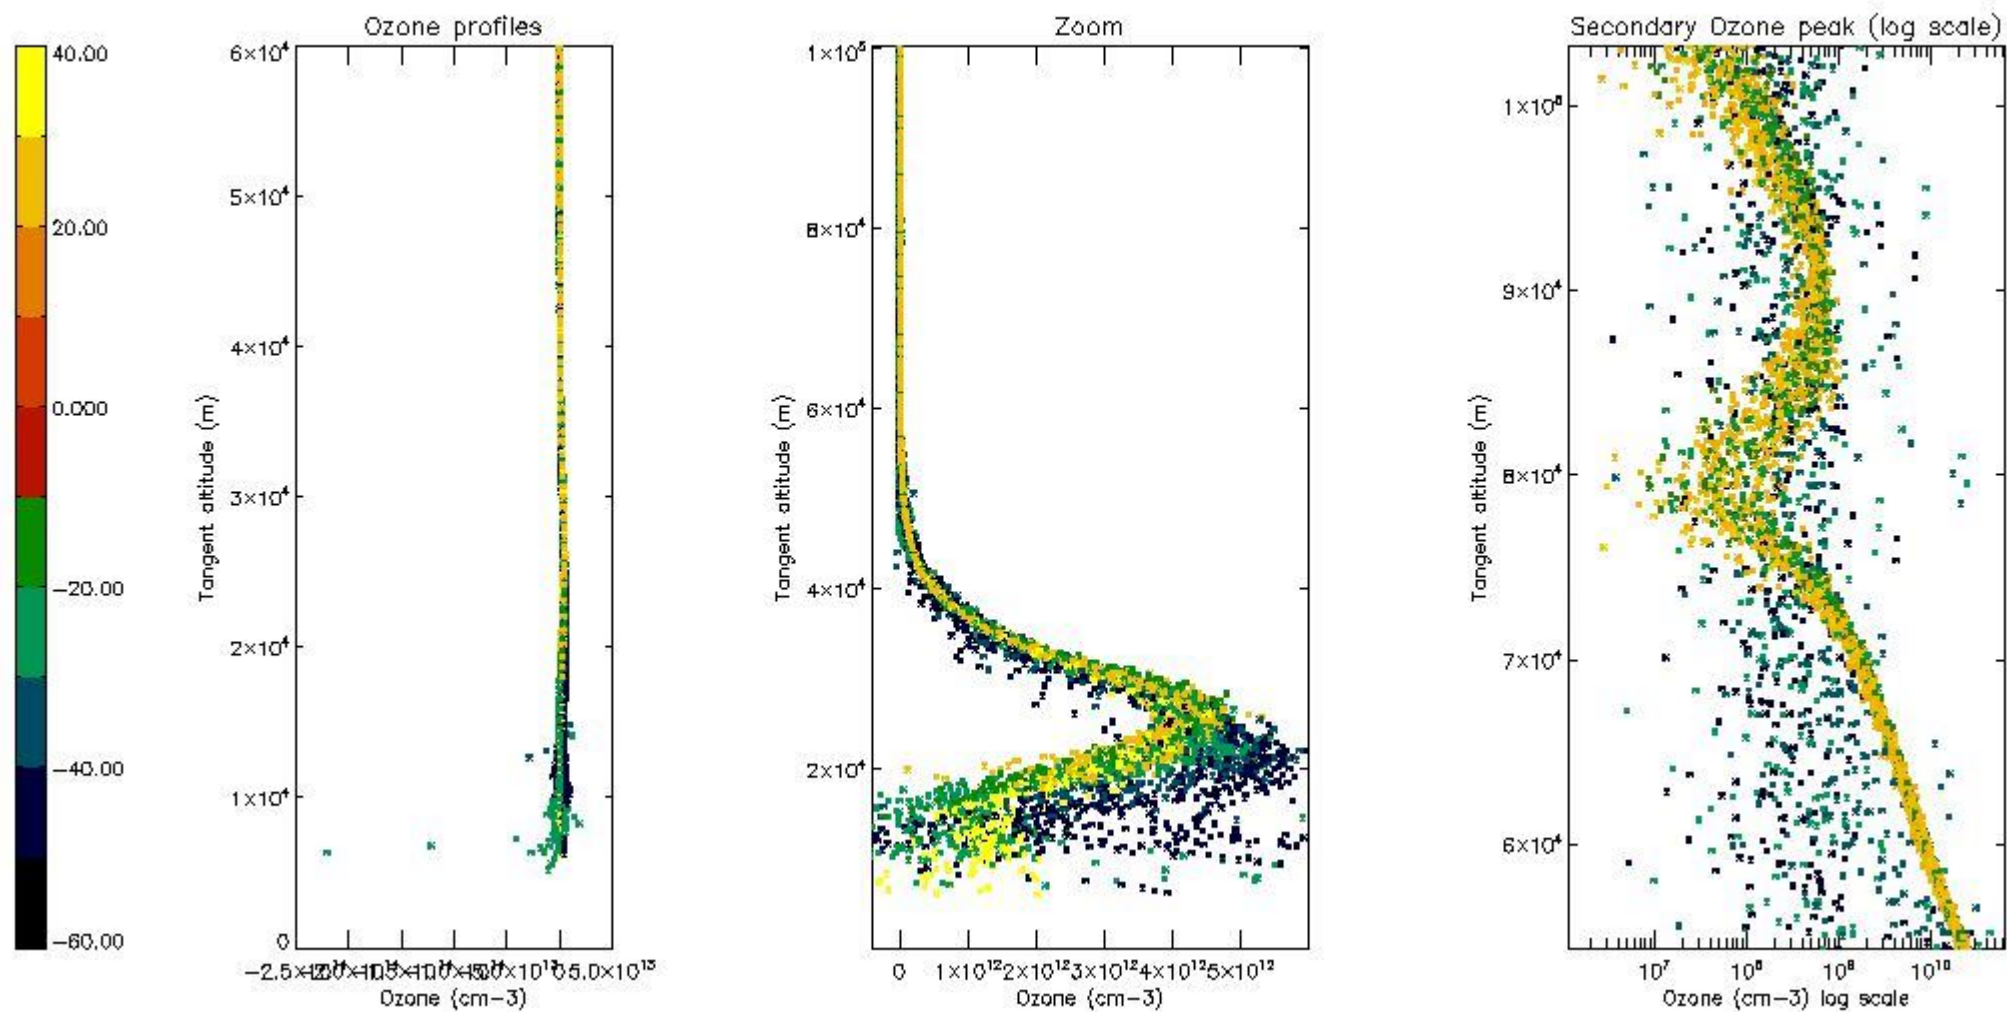 Ozone profiles
Zoom
Secondary Ozone peak (log scale)
40.00
20.00
0.000
−20.00
−40.00
−60.00
6×10⁴
5×10⁴
4×10⁴
3×10⁴
2×10⁴
1×10⁴
0
Tangent altitude (m)
5.0×10¹³
Ozone (cm−3)
1×10⁵
8×10⁴
6×10⁴
4×10⁴
2×10⁴
Tangent altitude (m)
0 1×10¹² 2×10¹² 3×10¹² 4×10¹² 5×10¹²
Ozone (cm−3)
9×10⁴
8×10⁴
7×10⁴
6×10⁴
Tangent altitude (m)
10⁷ 10⁸ 10⁹ 10¹⁰
Ozone (cm−3) log scale